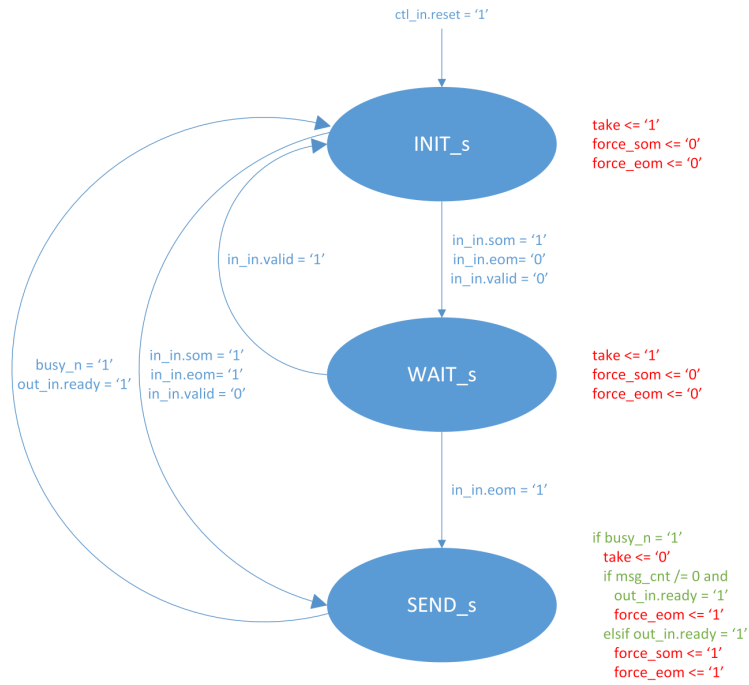 ctl_in.reset = ‘1’
INIT_s
take <= ‘1’
force_som <= ‘0’
force_eom <= ‘0’
in_in.som = ‘1’
in_in.eom= ‘0’
in_in.valid = ‘0’
in_in.valid = ‘1’
busy_n = ‘1’
out_in.ready = ‘1’
in_in.som = ‘1’
in_in.eom= ‘1’
in_in.valid = ‘0’
WAIT_s
take <= ‘1’
force_som <= ‘0’
force_eom <= ‘0’
in_in.eom = ‘1’
SEND_s
if busy_n = ‘1’
take <= ‘0’
if msg_cnt /= 0 and
out_in.ready = ‘1’
force_eom <= ‘1’
elsif out_in.ready = ‘1’
force_som <= ‘1’
force_eom <= ‘1’